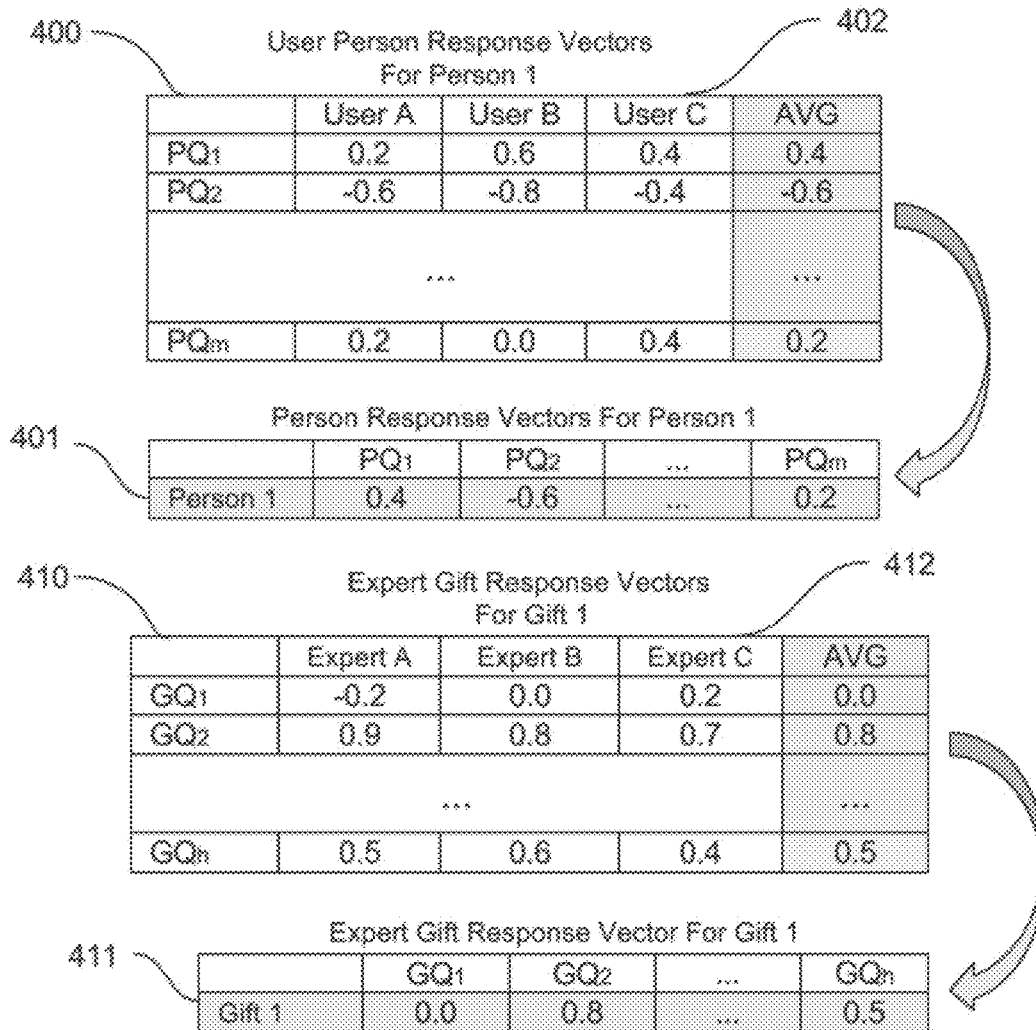 400
402
User Person Response Vectors
For Person 1
User A User B User C AVG
PQ1 0.2 0.6 0.4 0.4
PQ2 -0.6 -0.8 -0.4 -0.6
... ...
PQm 0.2 0.0 0.4 0.2
Person Response Vectors For Person 1
401
PQ1 PQ2 ... PQm
Person 1 0.4 -0.6 ... 0.2
410
412
Expert Gift Response Vectors
For Gift 1
Expert A Expert B Expert C AVG
GQ1 -0.2 0.0 0.2 0.0
GQ2 0.9 0.8 0.7 0.8
... ...
GQh 0.5 0.6 0.4 0.5
Expert Gift Response Vector For Gift 1
411
GQ1 GQ2 ... GQh
Gift 1 0.0 0.8 ... 0.5